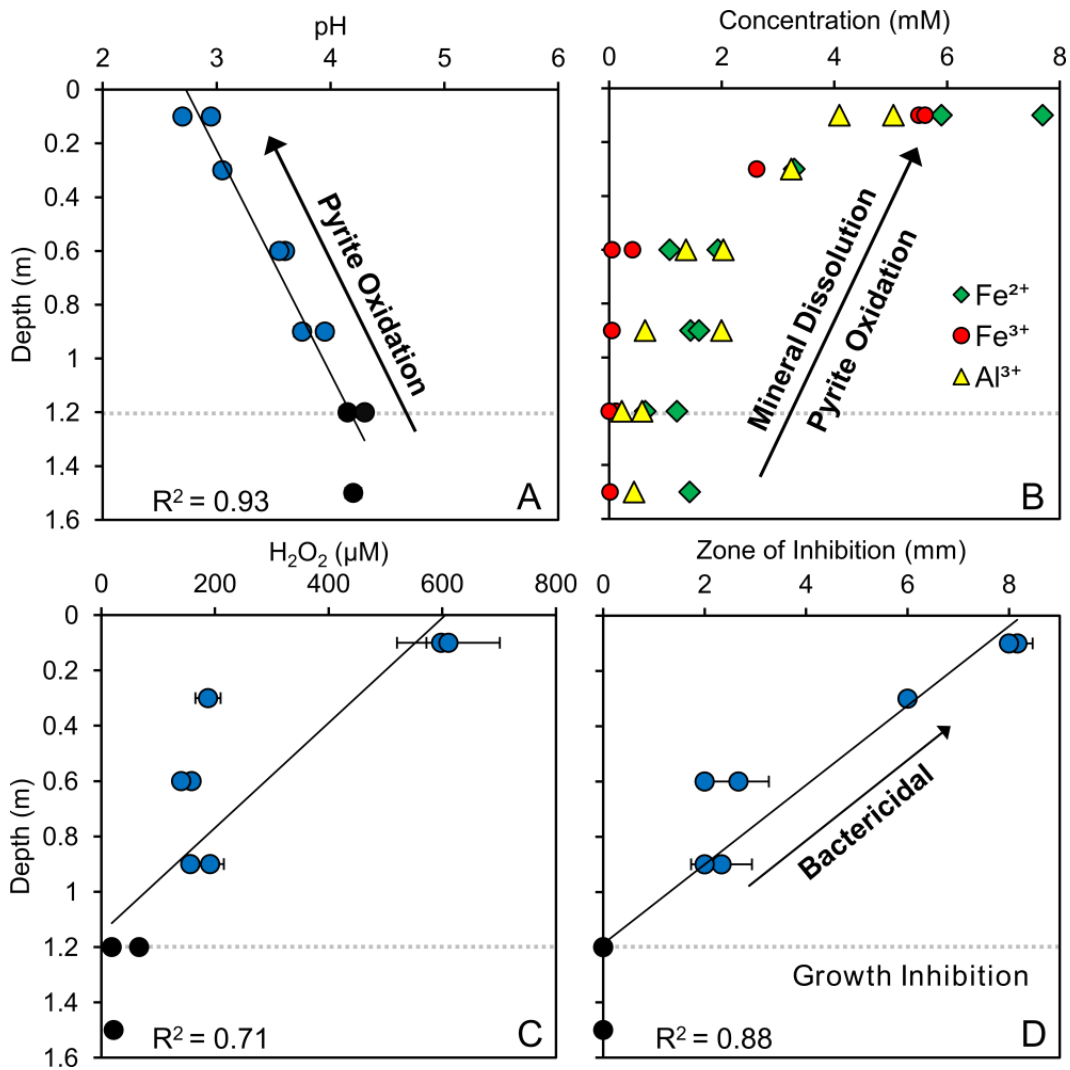 pH
2 3 4 5 6
0
0.2
0.4
0.6
0.8
1
1.2
1.4
1.6
Depth (m)
Pyrite Oxidation
R² = 0.93
A
Concentration (mM)
0 2 4 6 8
Mineral Dissolution
Pyrite Oxidation
Fe²⁺
Fe³⁺
Al³⁺
B
H₂O₂ (µM)
0 200 400 600 800
0
0.2
0.4
0.6
0.8
1
1.2
1.4
1.6
Depth (m)
R² = 0.71
C
Zone of Inhibition (mm)
0 2 4 6 8
Bactericidal
Growth Inhibition
R² = 0.88
D